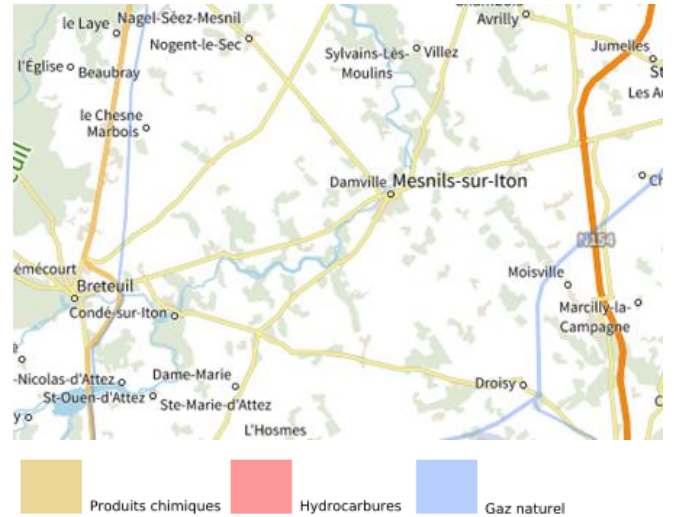 Avrilly
le Laye
Nagel-Séez-Mesnil
Nogent-le-Sec
Sylvains-Lès-
Moulins
Villez
Jumelles
l'Église
Beaubray
St
Les
le Chesne
Marbois
Damville
Mesnils-sur-Iton
N154
émécourt
Breteuil
Moisville
Condé-sur-Iton
Marcilly-la-
Campagne
-Nicolas-d'Attez
Dame-Marie
Droisy
St-Ouen-d'Attez
Ste-Marie-d'Attez
L'Hosmes
Produits chimiques
Hydrocarbures
Gaz naturel